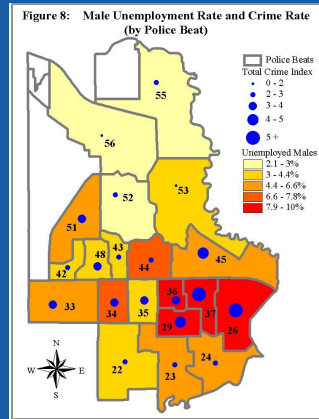 Figure 8: Male Unemployment Rate and Crime Rate
(by Police Beat)
Police Beats
Total Crime Index
0 - 2
2 - 3
3 - 4
4 - 5
5 +
Unemployed Males
2.1 - 3%
3 - 4.4%
4.4 - 6.6%
6.6 - 7.8%
7.9 - 10%
55
56
53
52
51
43
48
44
45
42
36
33
34
35
37
26
29
22
23
24
N
W E
S